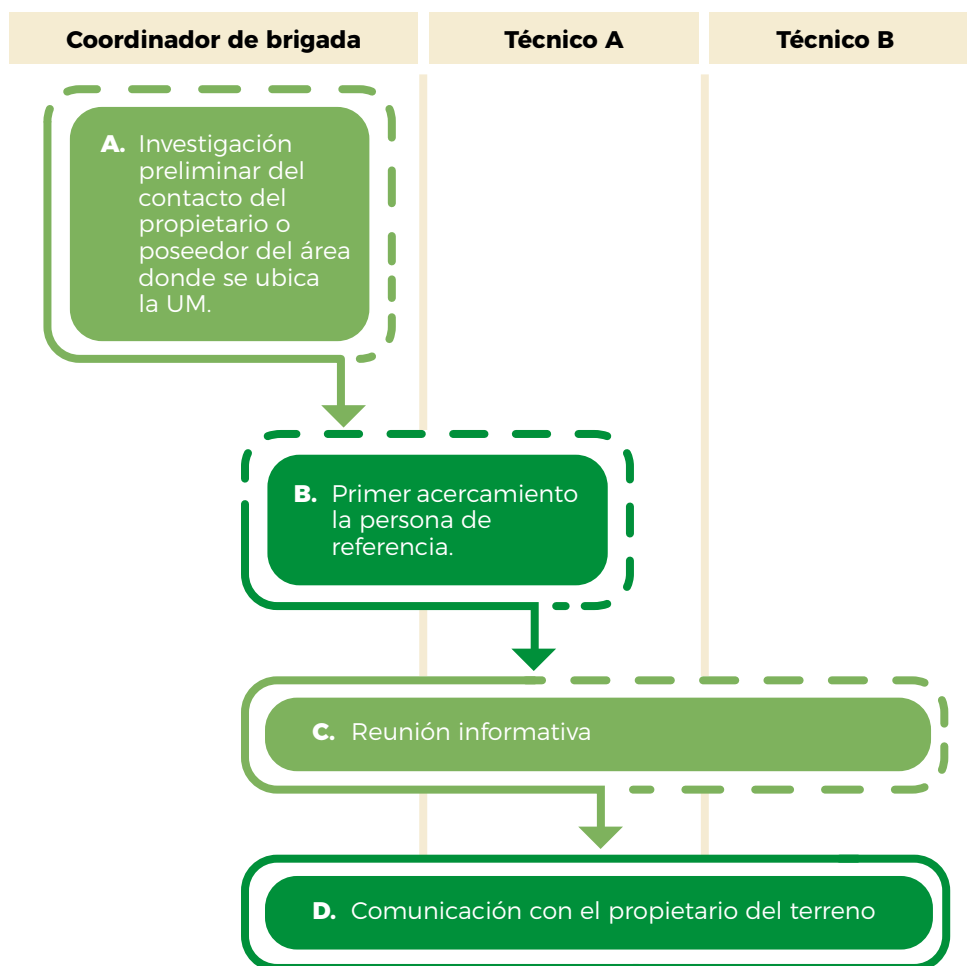 Coordinador de brigada
Técnico A
Técnico B
A. Investigación
preliminar del
contacto del
propietario o
poseedor del área
donde se ubica
la UM.
B. Primer acercamiento
la persona de
referencia.
C. Reunión informativa
D. Comunicación con el propietario del terreno